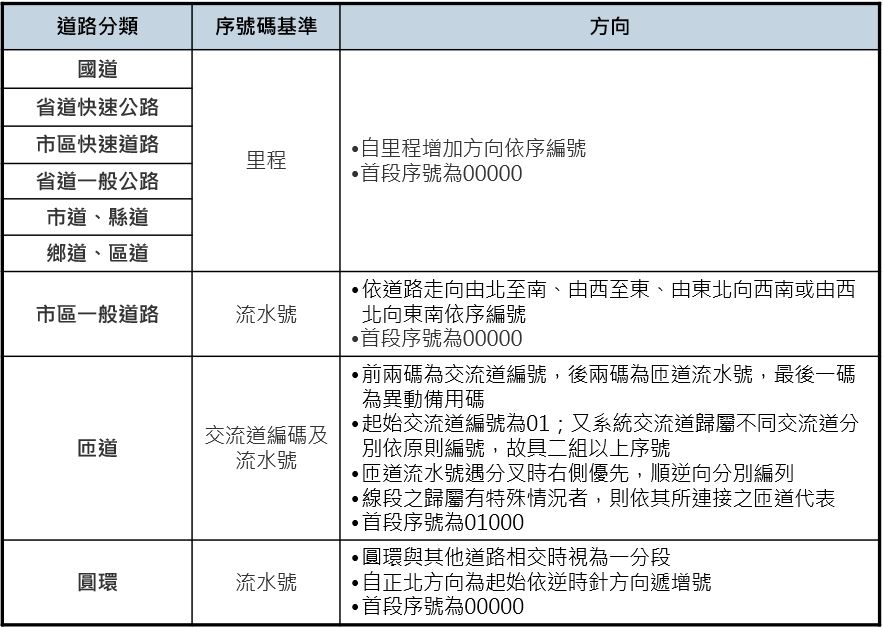 道路分類 序號碼基準 方向
國道
省道快速公路
市區快速道路
省道一般公路
市道、縣道
鄉道、區道
里程
•自里程增加方向依序編號
•首段序號為00000
市區一般道路
流水號
•依道路走向由北至南、由西至東、由東北向西南或由西
北向東南依序編號
•首段序號為00000
匝道
交流道編碼及
流水號
•前兩碼為交流道編號，後兩碼為匝道流水號，最後一碼
為異動備用碼
•起始交流道編號為01；又系統交流道歸屬不同交流道分
別依原則編號，故具二組以上序號
•匝道流水號遇分叉時右側優先，順逆向分別編列
•線段之歸屬有特殊情況者，則依其所連接之匝道代表
•首段序號為01000
圓環
流水號
•圓環與其他道路相交時視為一分段
•自正北方向為起始依逆時針方向遞增號
•首段序號為00000